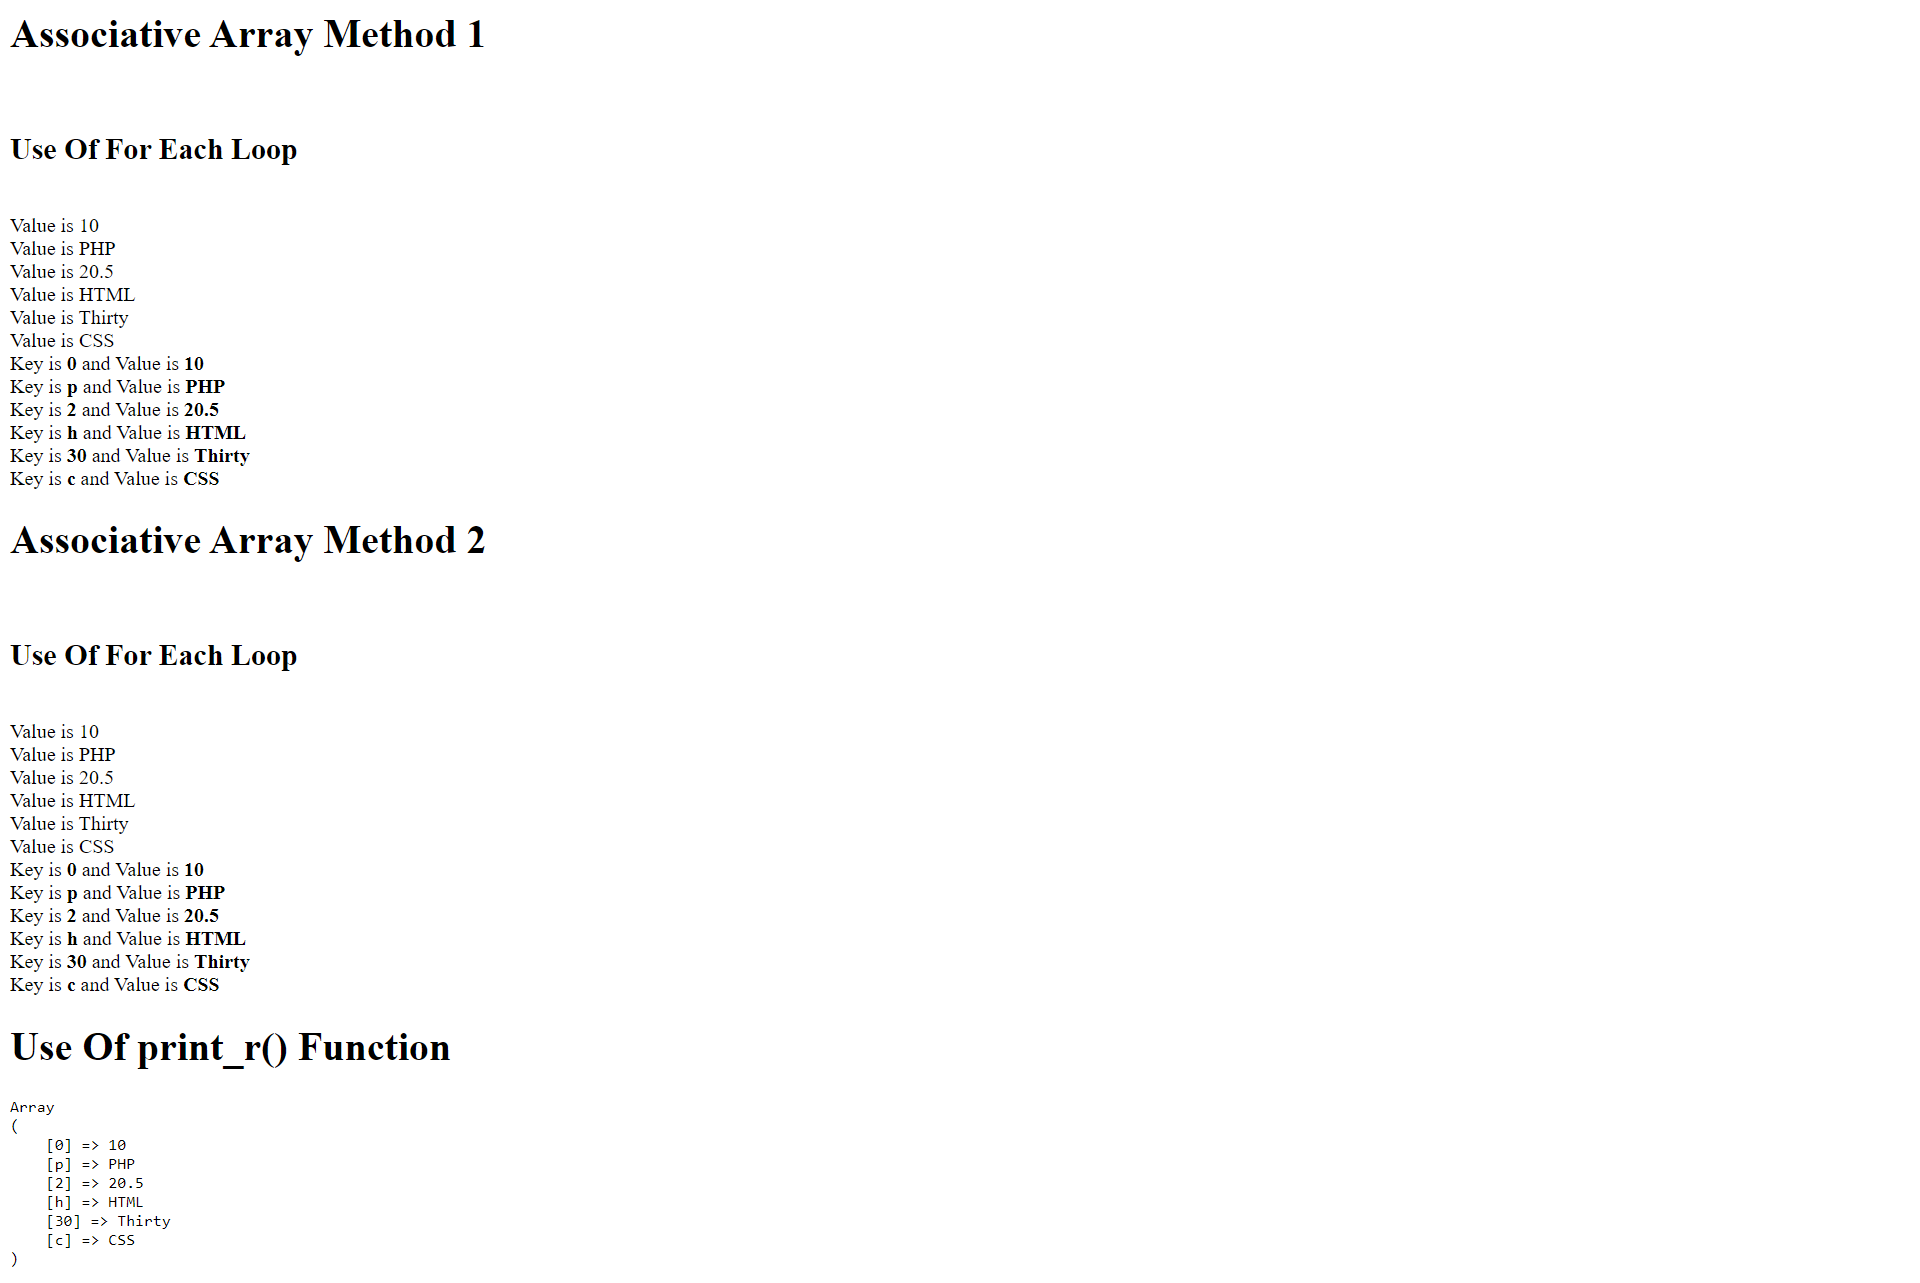 Associative Array Method 1
Use Of For Each Loop
Value is 10
Value is PHP
Value is 20.5
Value is HTML
Value is Thirty
Value is CSS
Key is 0 and Value is 10
Key is p and Value is PHP
Key is 2 and Value is 20.5
Key is h and Value is HTML
Key is 30 and Value is Thirty
Key is c and Value is CSS
Associative Array Method 2
Use Of For Each Loop
Value is 10
Value is PHP
Value is 20.5
Value is HTML
Value is Thirty
Value is CSS
Key is 0 and Value is 10
Key is p and Value is PHP
Key is 2 and Value is 20.5
Key is h and Value is HTML
Key is 30 and Value is Thirty
Key is c and Value is CSS
Use Of print_r() Function
Array
(
    [0] => 10
    [p] => PHP
    [2] => 20.5
    [h] => HTML
    [30] => Thirty
    [c] => CSS
)